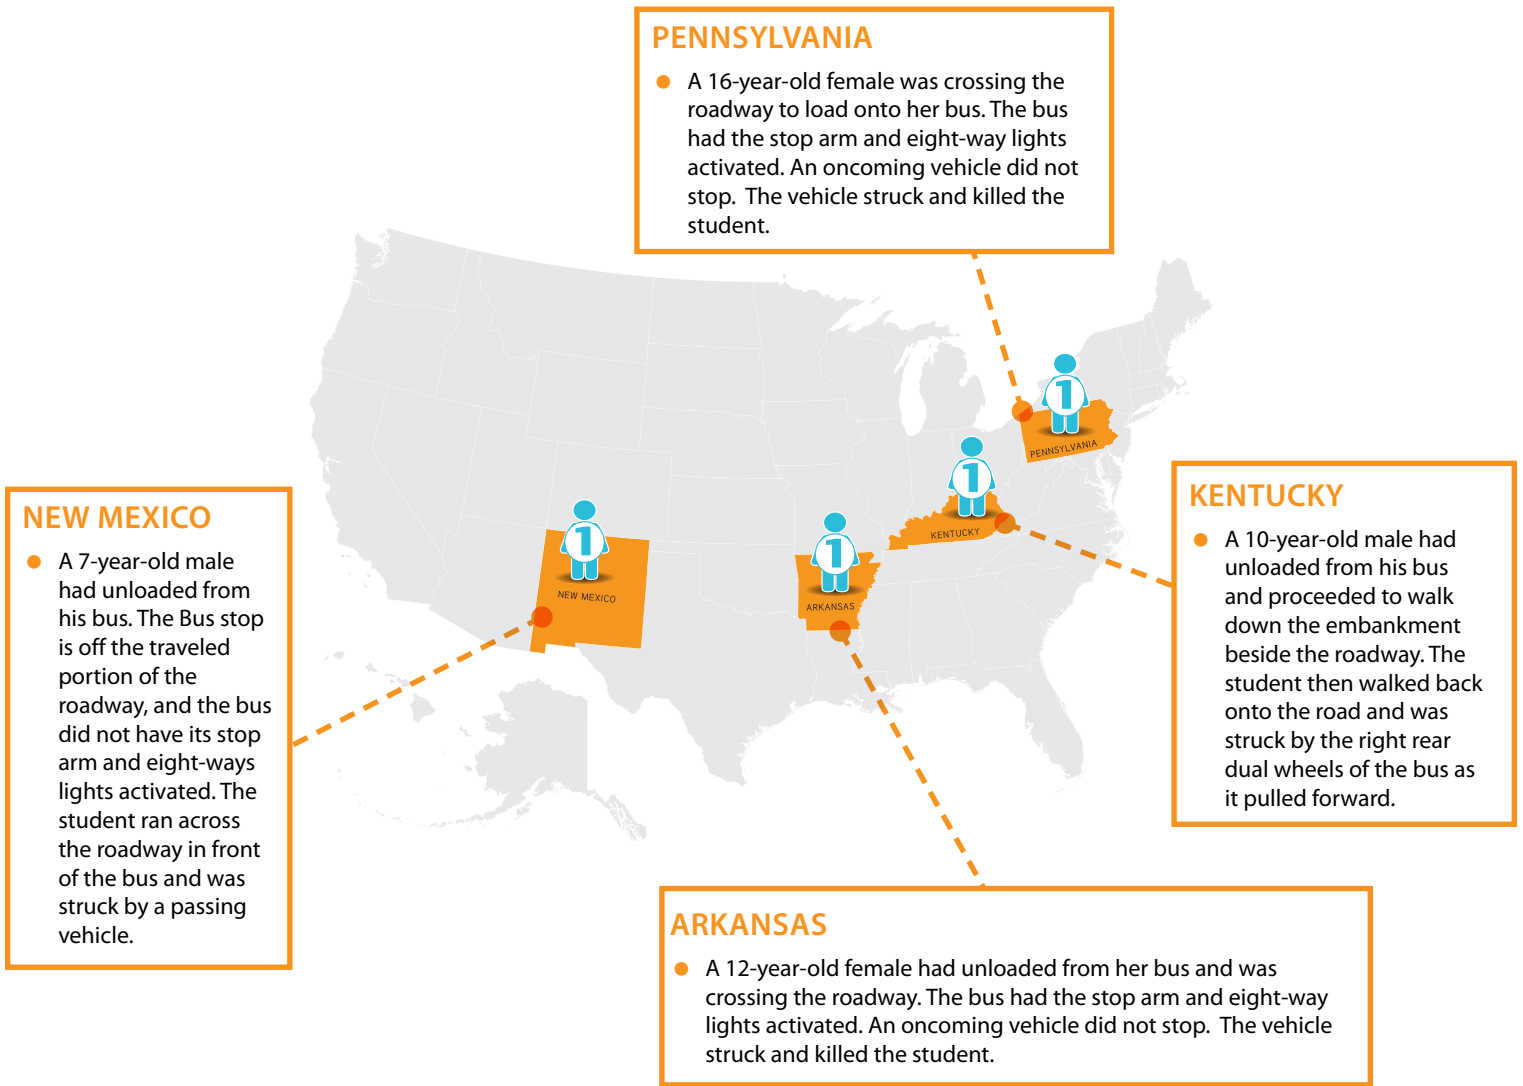 PENNSYLVANIA
A 16-year-old female was crossing the
roadway to load onto her bus. The bus
had the stop arm and eight-way lights
activated. An oncoming vehicle did not
stop.  The vehicle struck and killed the
student.
1
PENNSYLVANIA
1
KENTUCKY
1
ARKANSAS
1
NEW MEXICO
NEW MEXICO
A 7-year-old male
had unloaded from
his bus. The Bus stop
is off the traveled
portion of the
roadway, and the bus
did not have its stop
arm and eight-ways
lights activated. The
student ran across
the roadway in front
of the bus and was
struck by a passing
vehicle.
KENTUCKY
A 10-year-old male had
unloaded from his bus
and proceeded to walk
down the embankment
beside the roadway. The
student then walked back
onto the road and was
struck by the right rear
dual wheels of the bus as
it pulled forward.
ARKANSAS
A 12-year-old female had unloaded from her bus and was
crossing the roadway. The bus had the stop arm and eight-way
lights activated. An oncoming vehicle did not stop.  The vehicle
struck and killed the student.